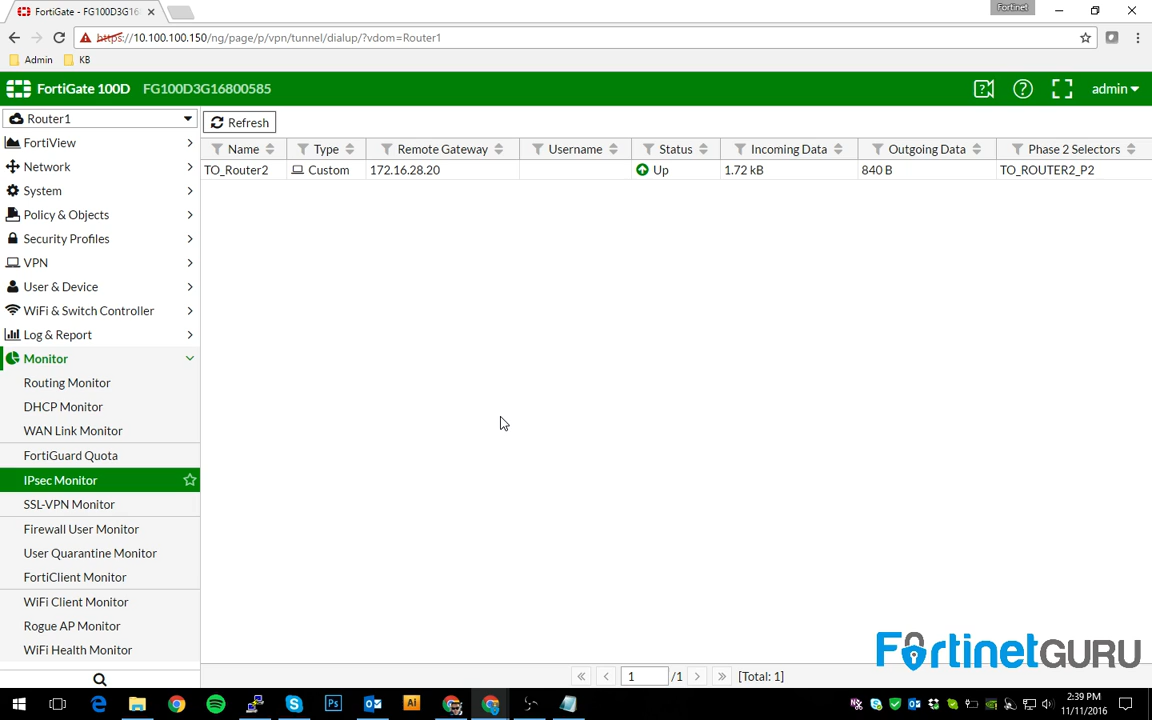 FortiGate - FG100D3G16
Fortinet
https://10.100.100.150/ng/page/p/vpn/tunnel/dialup/?vdom=Router1
Admin KB
FortiGate 100D FG100D3G16800585 admin
Router1
Refresh
FortiView
Network
System
Policy & Objects
Security Profiles
VPN
User & Device
WiFi & Switch Controller
Log & Report
Monitor
Routing Monitor
DHCP Monitor
WAN Link Monitor
FortiGuard Quota
IPsec Monitor
SSL-VPN Monitor
Firewall User Monitor
User Quarantine Monitor
FortiClient Monitor
WiFi Client Monitor
Rogue AP Monitor
WiFi Health Monitor
Name Type Remote Gateway Username Status Incoming Data Outgoing Data Phase 2 Selectors
TO_Router2 Custom 172.16.28.20 Up 1.72 kB 840 B TO_ROUTER2_P2
FortinetGURU
« ‹ 1 /1 › » [Total: 1]
Ps
Ai
2:39 PM
11/11/2016